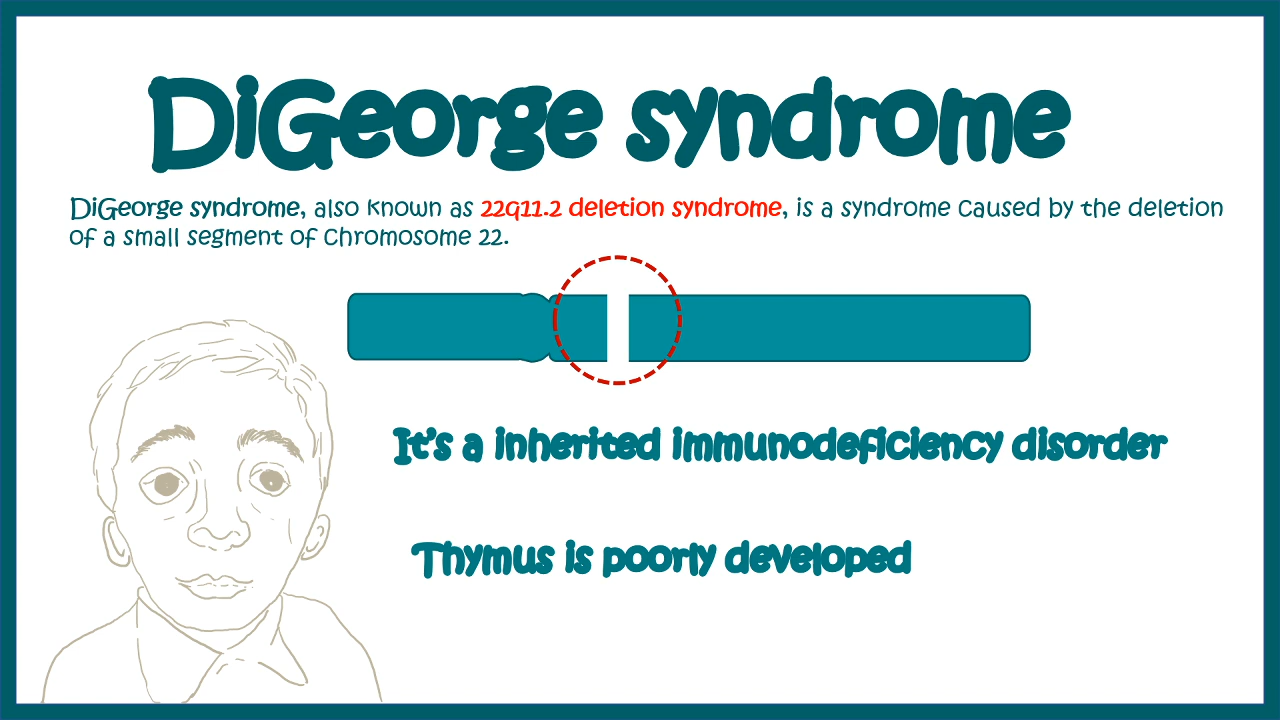 DiGeorge syndrome
DiGeorge syndrome, also known as 22q11.2 deletion syndrome, is a syndrome caused by the deletion
of a small segment of chromosome 22.
It's a inherited immunodeficiency disorder
Thymus is poorly developed